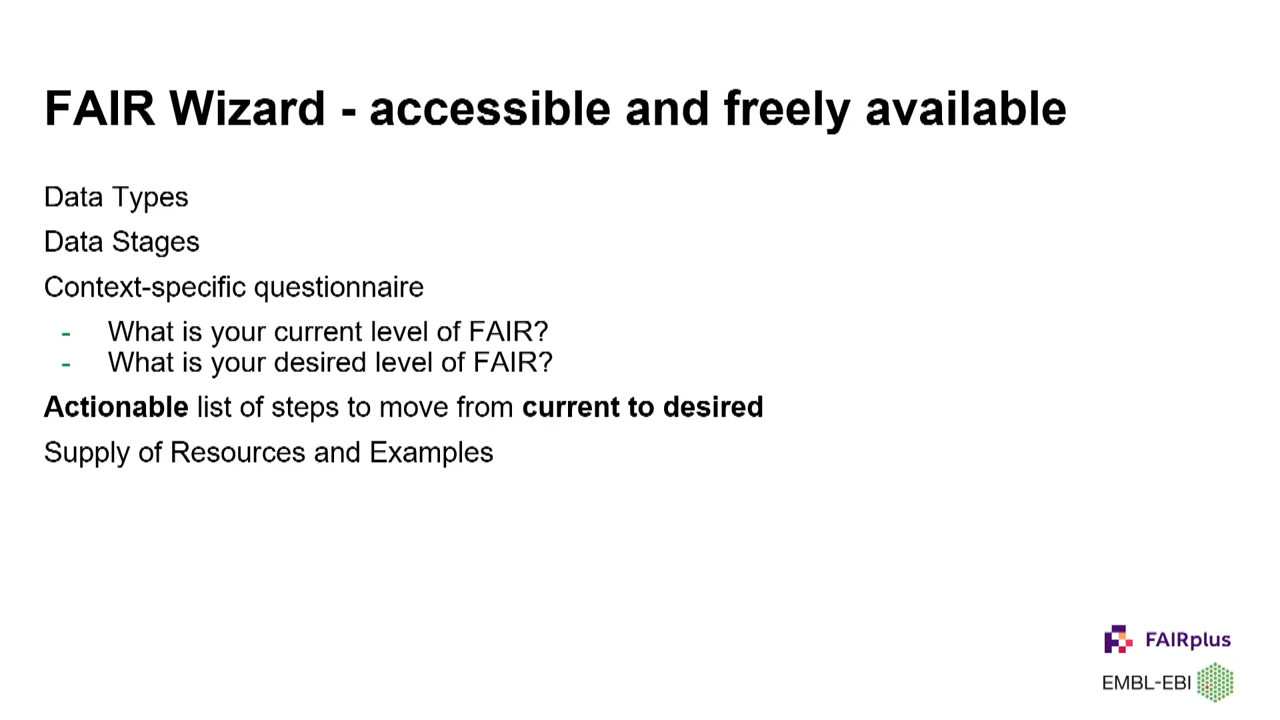 FAIR Wizard - accessible and freely available
Data Types
Data Stages
Context-specific questionnaire
- What is your current level of FAIR?
- What is your desired level of FAIR?
Actionable list of steps to move from current to desired
Supply of Resources and Examples
FAIRplus
EMBL-EBI